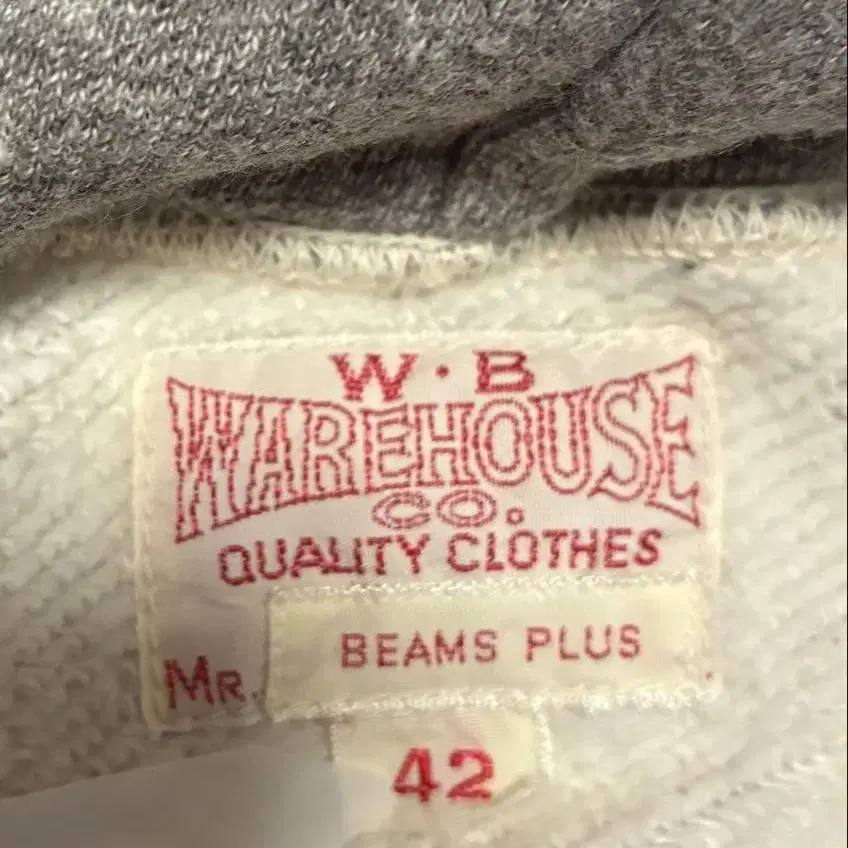 W·B
WAREHOUSE
CO.
QUALITY CLOTHES
MR. BEAMS PLUS
42